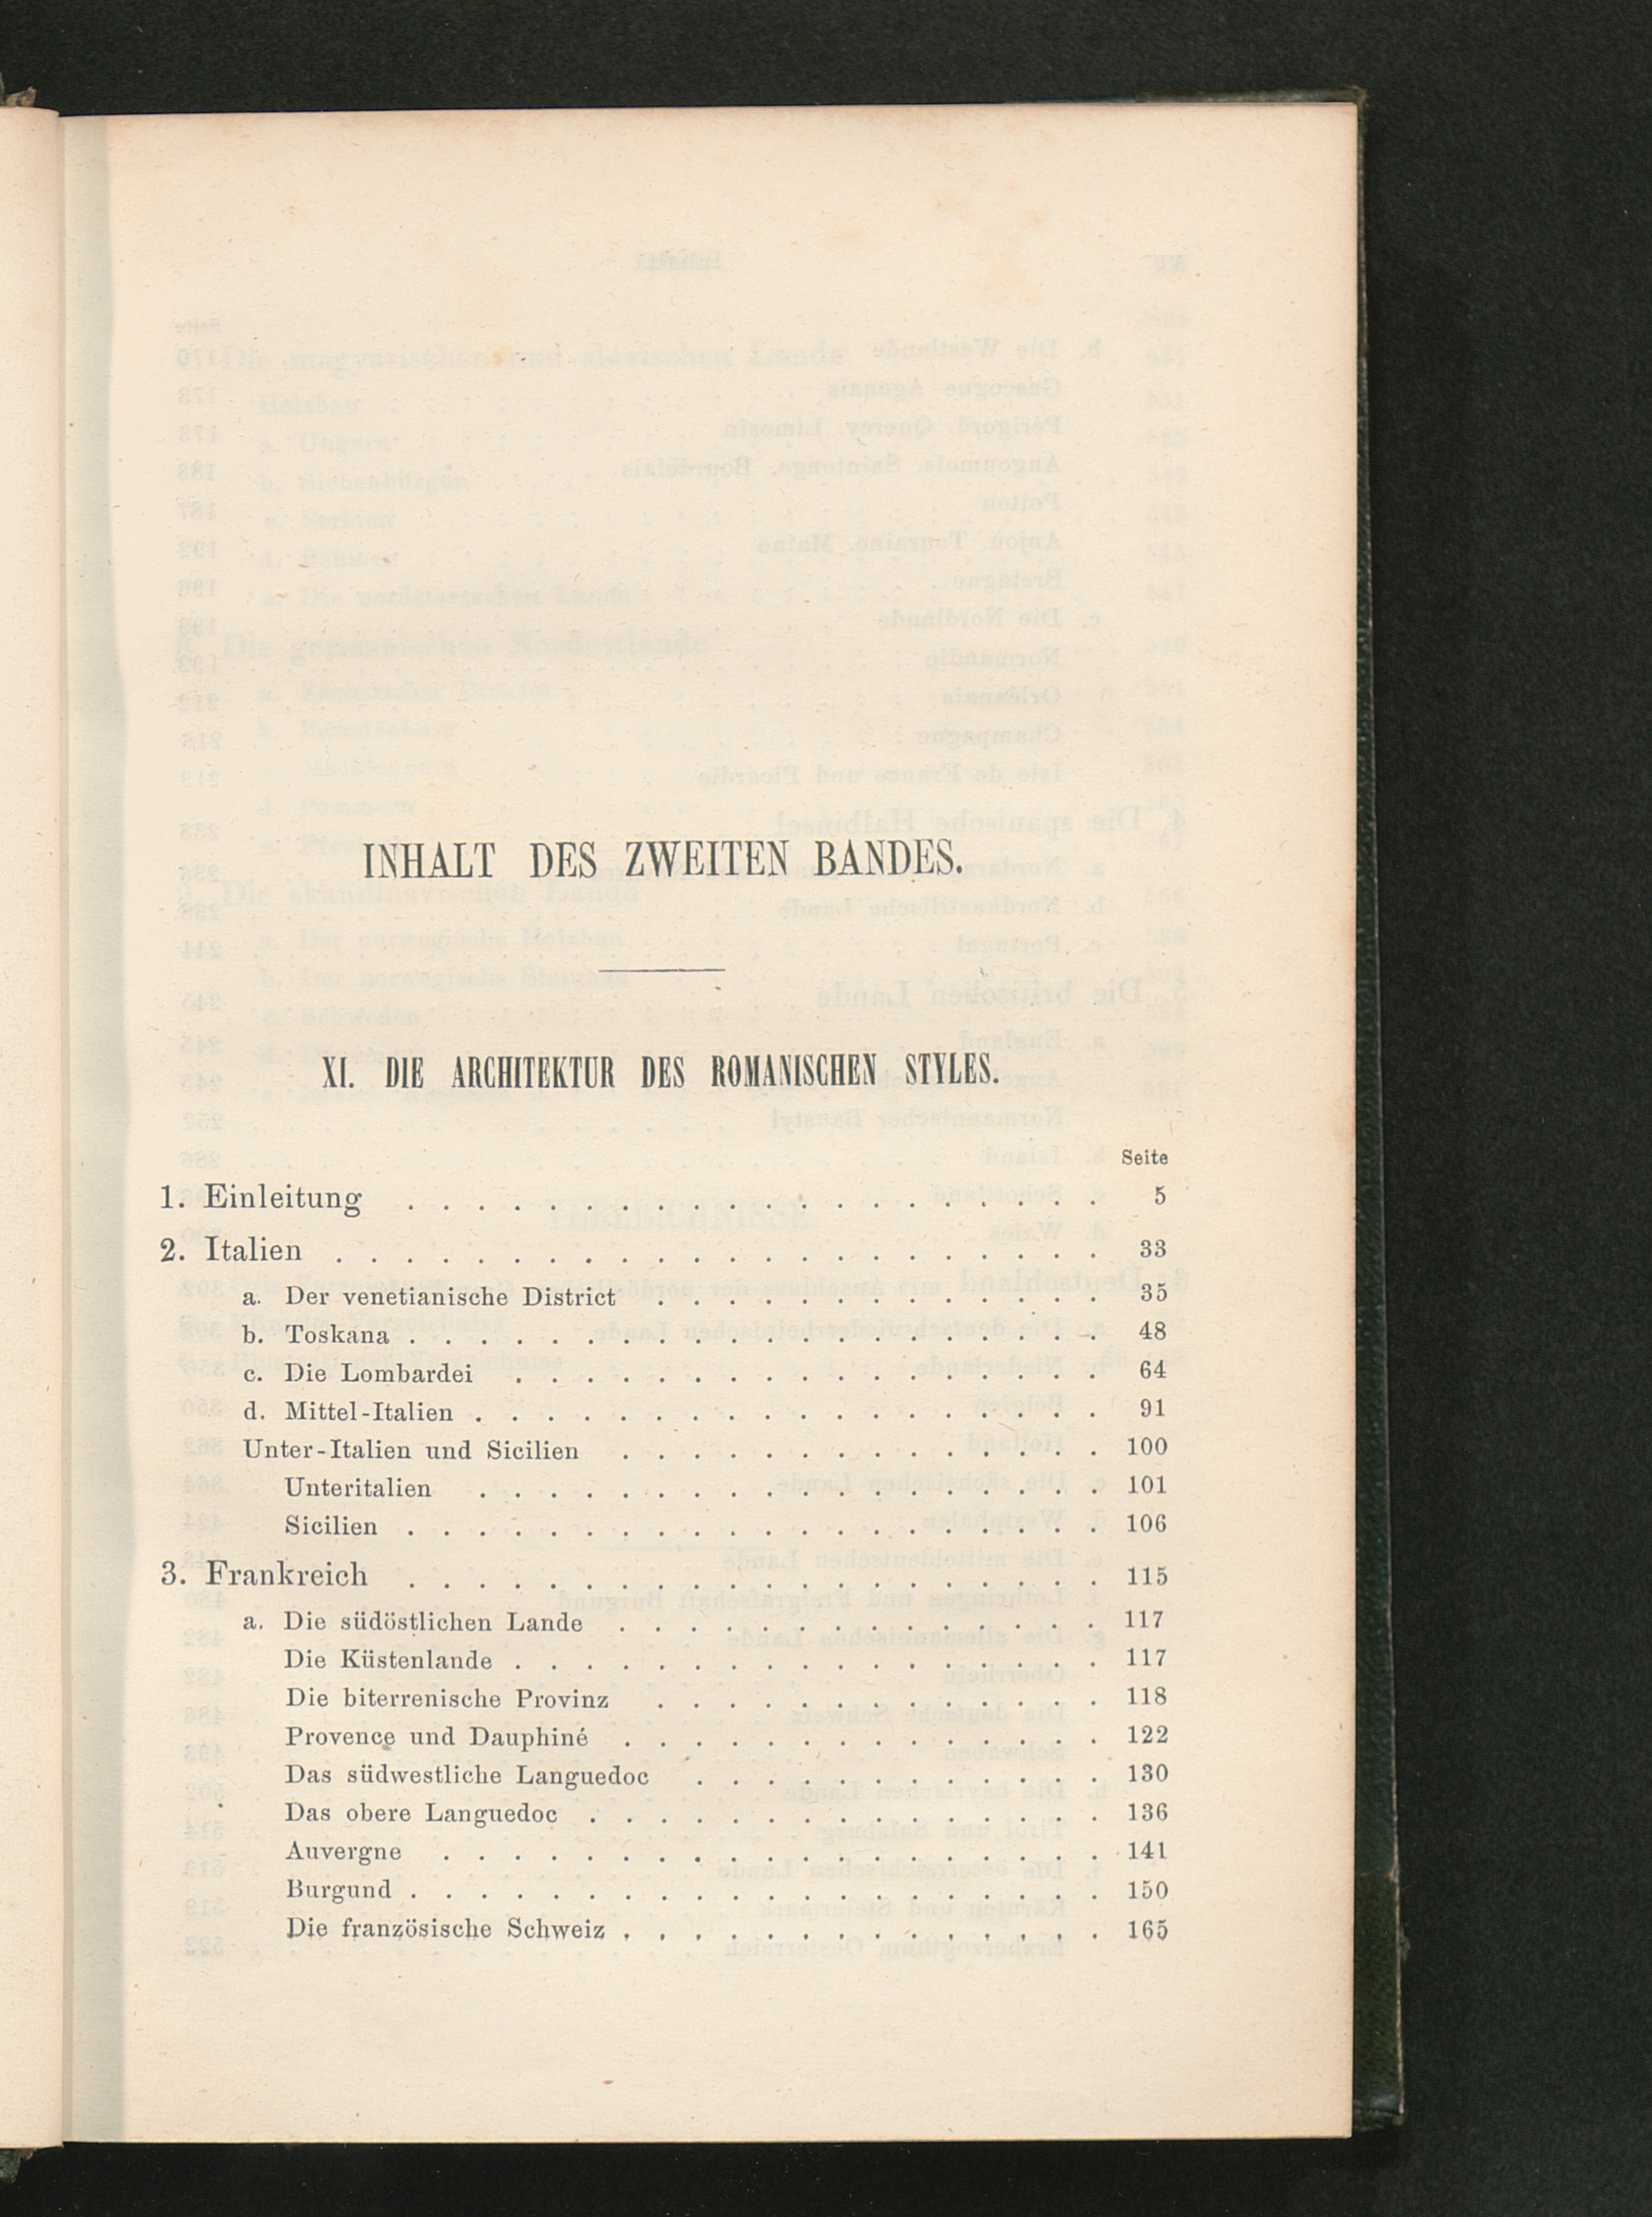 INHALT DES ZWEITEN BANDES.
XI. DIE ARCHITEKTUR DES ROMANISCHEN STYLES.
Seite
1. Einleitung . . . . . . . . . . . . . . . . . . . . 5
2. Italien . . . . . . . . . . . . . . . . . . . . . . 33
a. Der venetianische District . . . . . . . . . . . . . 35
b. Toskana . . . . . . . . . . . . . . . . . . . . 48
c. Die Lombardei . . . . . . . . . . . . . . . . . 64
d. Mittel-Italien . . . . . . . . . . . . . . . . . . 91
Unter-Italien und Sicilien . . . . . . . . . . . . . . 100
Unteritalien . . . . . . . . . . . . . . . . . . 101
Sicilien . . . . . . . . . . . . . . . . . . . . 106
3. Frankreich . . . . . . . . . . . . . . . . . . . . 115
a. Die südöstlichen Lande . . . . . . . . . . . . . . 117
Die Küstenlande . . . . . . . . . . . . . . . . . 117
Die biterrenische Provinz . . . . . . . . . . . . . 118
Provence und Dauphiné . . . . . . . . . . . . . . 122
Das südwestliche Languedoc . . . . . . . . . . . . 130
Das obere Languedoc . . . . . . . . . . . . . . . 136
Auvergne . . . . . . . . . . . . . . . . . . . 141
Burgund . . . . . . . . . . . . . . . . . . . . 150
Die französische Schweiz . . . . . . . . . . . . . . 165